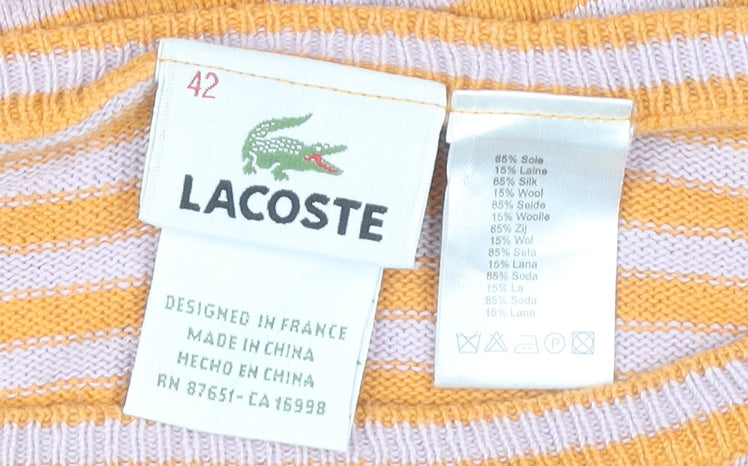 42
LACOSTE
DESIGNED IN FRANCE
MADE IN CHINA
HECHO EN CHINA
RN 87651-CA 16998
85% Soie
15% Laine
85% Silk
15% Wool
85% Seide
15% Woolle
85% Zij
15% Wol
85% Seta
15% Lana
85% Soda
15% La
85% Seda
15% Lana
P